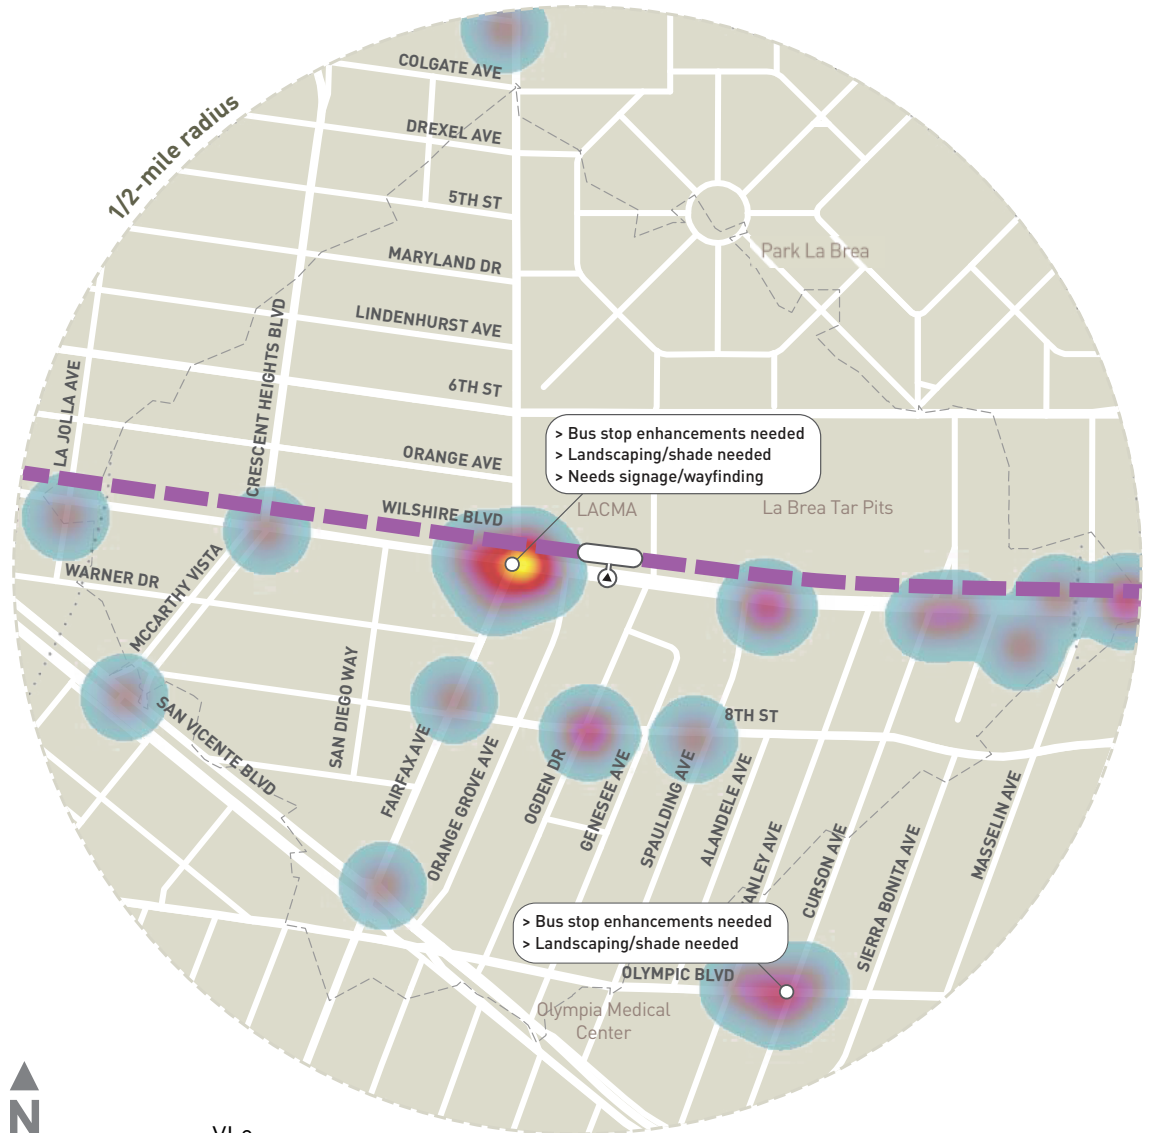 COLGATE AVE
1/2-mile radius
DREXEL AVE
5TH ST
MARYLAND DR
Park La Brea
LINDENHURST AVE
CRESCENT HEIGHTS BLVD
LA JOLLA AVE
6TH ST
> Bus stop enhancements needed
> Landscaping/shade needed
> Needs signage/wayfinding
ORANGE AVE
WILSHIRE BLVD
LACMA
La Brea Tar Pits
WARNER DR
MCCARTHY VISTA
SAN VICENTE BLVD
SAN DIEGO WAY
8TH ST
FAIRFAX AVE
ORANGE GROVE AVE
OGDEN DR
GENESEE AVE
SPAULDING AVE
ALANDELE AVE
ANLEY AVE
CURSON AVE
SIERRA BONITA AVE
MASSELIN AVE
> Bus stop enhancements needed
> Landscaping/shade needed
OLYMPIC BLVD
Olympia Medical
Center
N